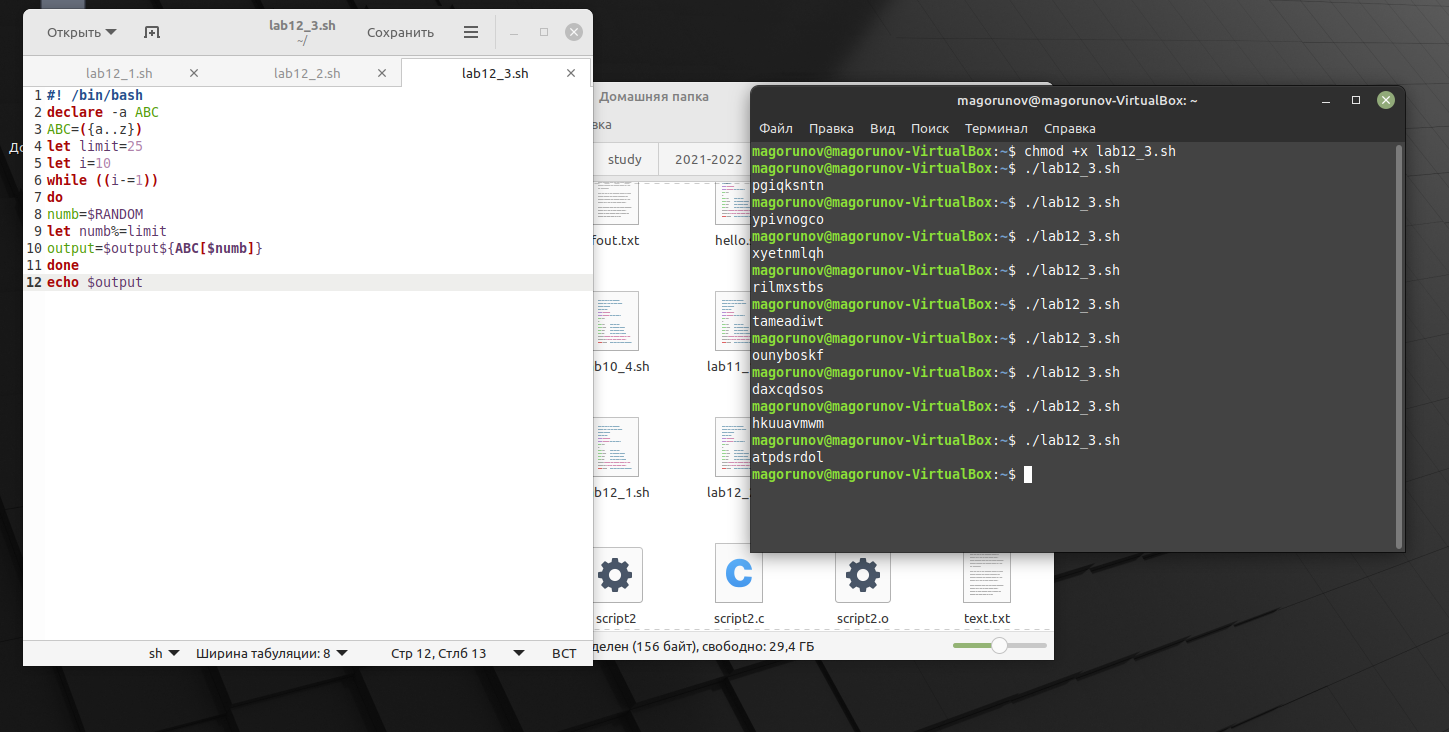 Открыть
lab12_3.sh
~/
Сохранить
lab12_1.sh
lab12_2.sh
lab12_3.sh
1 #! /bin/bash
2 declare -a ABC
3 ABC=({a..z})
4 let limit=25
5 let i=10
6 while ((i-=1))
7 do
8 numb=$RANDOM
9 let numb%=limit
10 output=$output${ABC[$numb]}
11 done
12 echo $output
sh
Ширина табуляции: 8
Стр 12, Стлб 13
ВСТ
Домашняя папка
study
2021-2022
fout.txt
hello.
b10_4.sh
lab11_
b12_1.sh
lab12_
script2
script2.c
script2.o
text.txt
делен (156 байт), свободно: 29,4 ГБ
magorunov@magorunov-VirtualBox: ~
Файл Правка Вид Поиск Терминал Справка
magorunov@magorunov-VirtualBox:~$ chmod +x lab12_3.sh
magorunov@magorunov-VirtualBox:~$ ./lab12_3.sh
pgiqksntn
magorunov@magorunov-VirtualBox:~$ ./lab12_3.sh
ypivnogco
magorunov@magorunov-VirtualBox:~$ ./lab12_3.sh
xyetnmlqh
magorunov@magorunov-VirtualBox:~$ ./lab12_3.sh
rilmxstbs
magorunov@magorunov-VirtualBox:~$ ./lab12_3.sh
tameadiwt
magorunov@magorunov-VirtualBox:~$ ./lab12_3.sh
ounyboskf
magorunov@magorunov-VirtualBox:~$ ./lab12_3.sh
daxcqdsos
magorunov@magorunov-VirtualBox:~$ ./lab12_3.sh
hkuuavmwm
magorunov@magorunov-VirtualBox:~$ ./lab12_3.sh
atpdsrdol
magorunov@magorunov-VirtualBox:~$